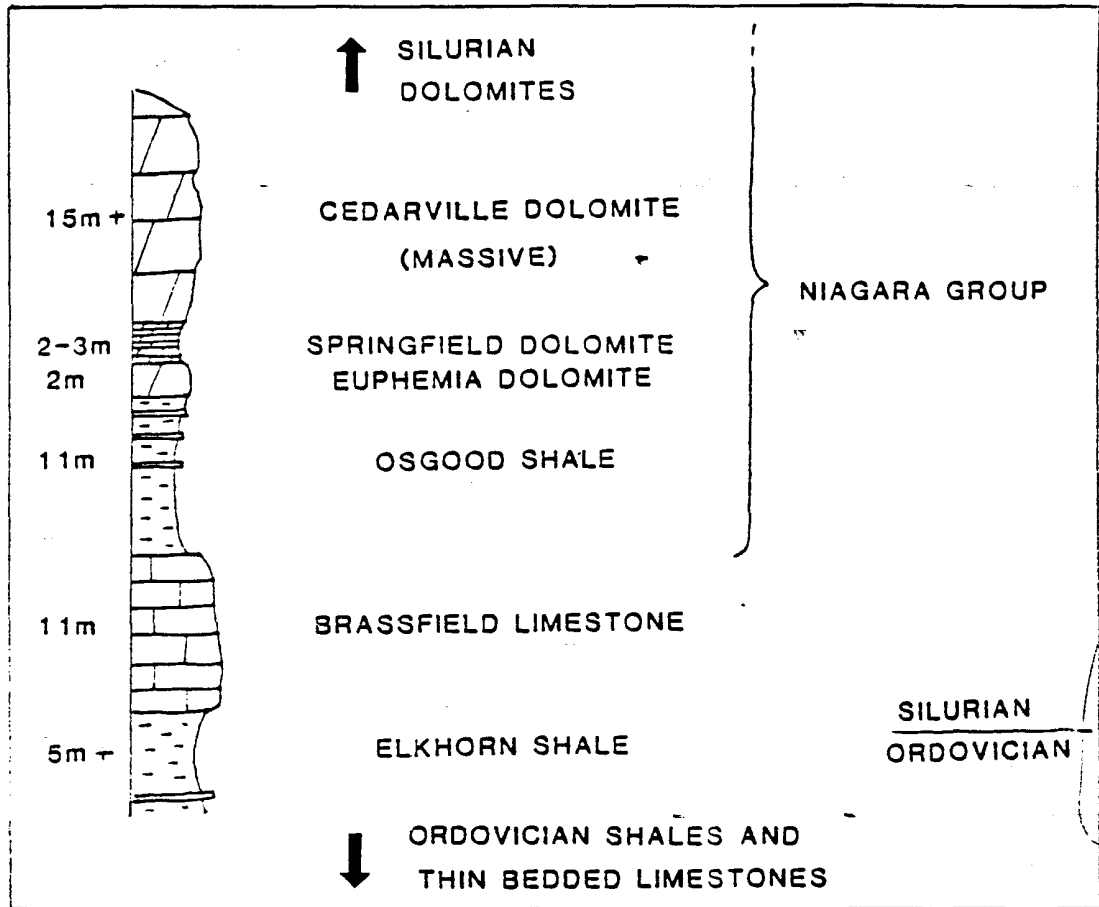 SILURIAN
DOLOMITES
15m +
CEDARVILLE DOLOMITE
(MASSIVE)
NIAGARA GROUP
2-3m
SPRINGFIELD DOLOMITE
2m
EUPHEMIA DOLOMITE
11m
OSGOOD SHALE
11m
BRASSFIELD LIMESTONE
SILURIAN
ORDOVICIAN
5m +
ELKHORN SHALE
ORDOVICIAN SHALES AND
THIN BEDDED LIMESTONES